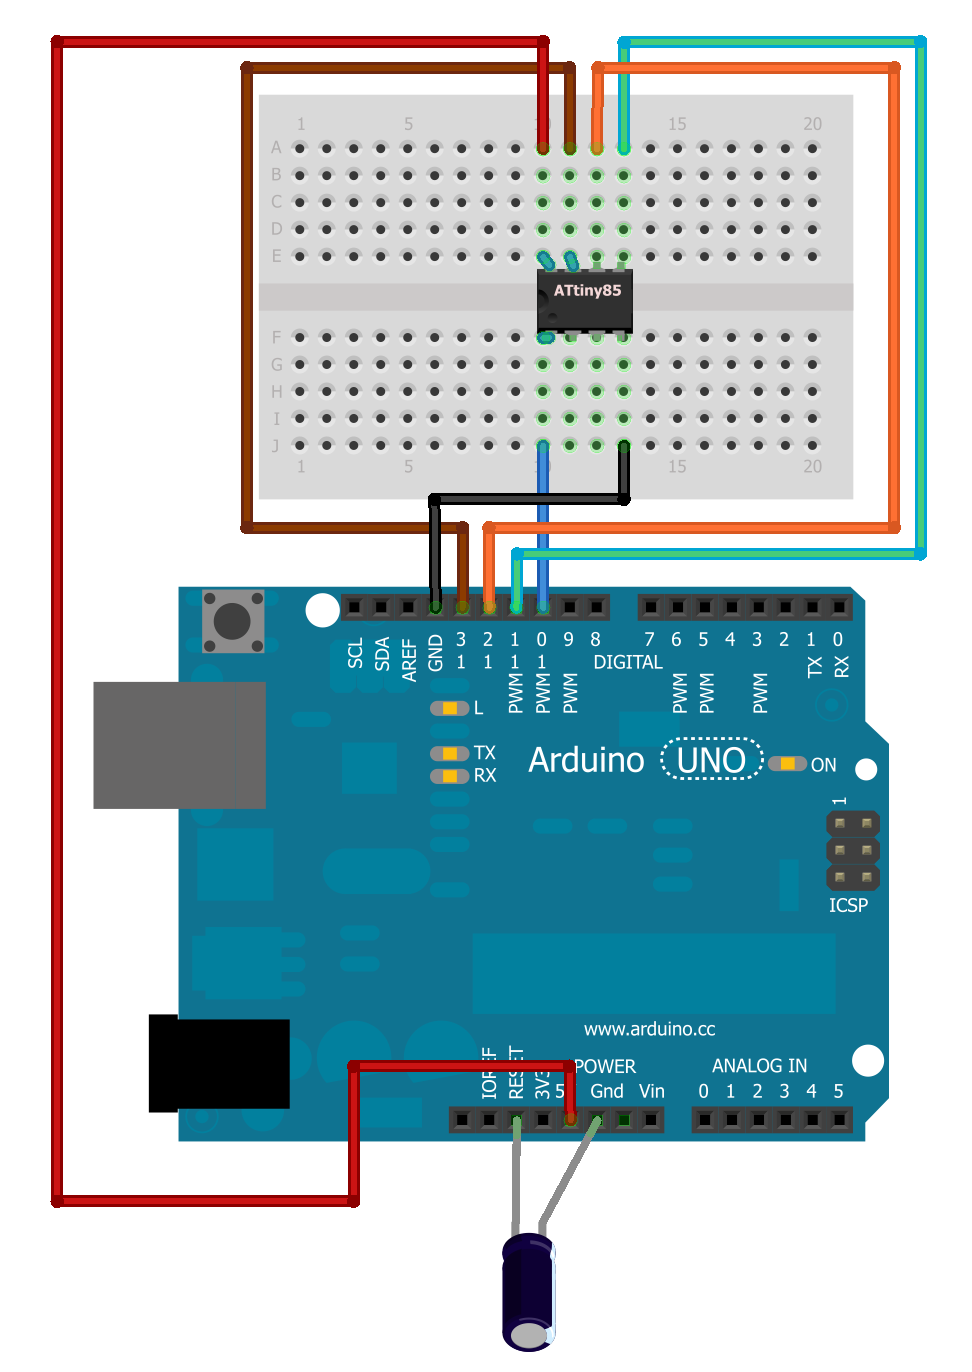 1 5 10 15 20
A
B
C
D
E
ATtiny85
F
G
H
I
J
1 5 10 15 20
SCL SDA AREF GND 13 12 11 10 9 8 7 6 5 4 3 2 1 0
PWM PWM PWM DIGITAL PWM PWM PWM TX RX
L
TX
RX
Arduino UNO ON
1
ICSP
www.arduino.cc
IOREF RESET 3V3 5 POWER ANALOG IN
Gnd Vin 0 1 2 3 4 5